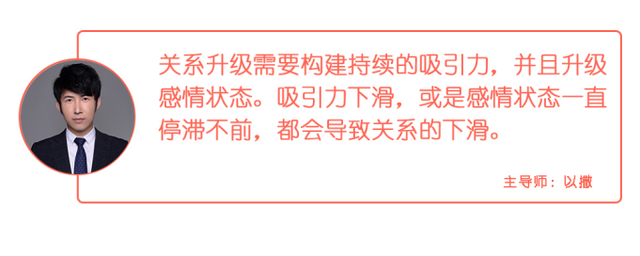 关系升级需要构建持续的吸引力，并且升级
感情状态。吸引力下滑，或是感情状态一直
停滞不前，都会导致关系的下滑。
主导师：以撒